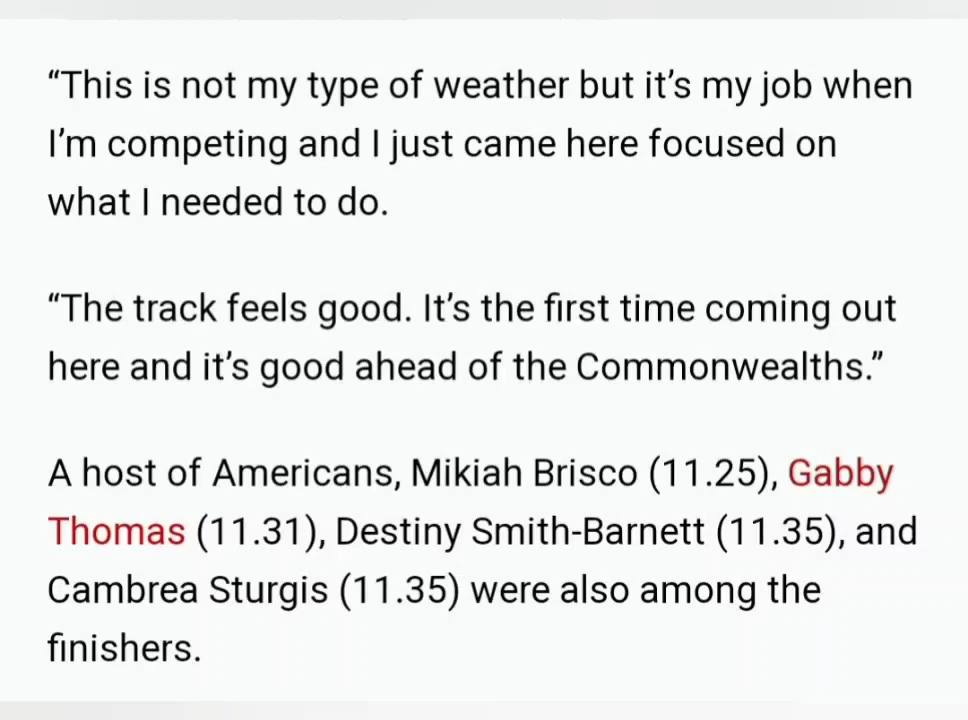 “This is not my type of weather but it’s my job when
I’m competing and I just came here focused on
what I needed to do.
“The track feels good. It’s the first time coming out
here and it’s good ahead of the Commonwealths.”
A host of Americans, Mikiah Brisco (11.25), Gabby
Thomas (11.31), Destiny Smith-Barnett (11.35), and
Cambrea Sturgis (11.35) were also among the
finishers.